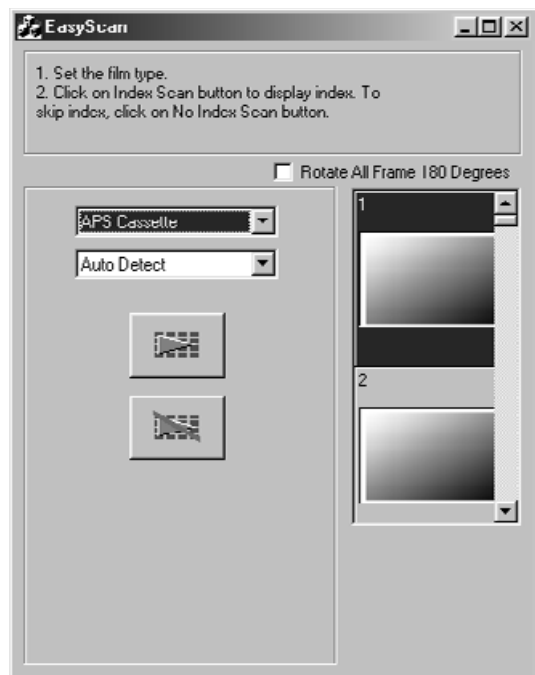 EasyScan
1. Set the film type.
2. Click on Index Scan button to display index. To
skip index, click on No Index Scan button.
Rotate All Frame 180 Degrees
APS Cassette
Auto Detect
1
2